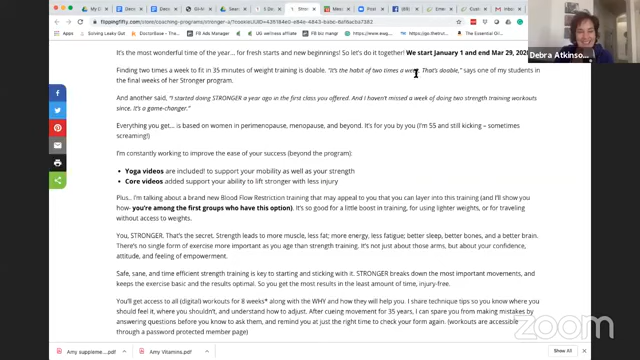 flippingfifty.com/store/coaching-programs/stronger-a/?cookieUUID=
Solving Leaky Gut
The Essential Oil
Debra Atkinso...
It's the most wonderful time of the year... for fresh starts and new beginnings! So let's do it together! We start January 1 and end Mar 29, 2020
Finding two times a week to fit in 35 minutes of weight training is doable. "It's the habit of two times a week. That's doable," says one of my students in
the final weeks of her Stronger program.
And another said, "I started doing STRONGER a year ago in the first class you offered. And I haven't missed a week of doing two strength training workouts
since. It's a game-changer."
Everything you get... is based on women in perimenopause, menopause, and beyond. It's for you by you (I'm 55 and still kicking – sometimes
screaming!)
I'm constantly working to improve the ease of your success (beyond the program):
• Yoga videos are included! to support your mobility as well as your strength
• Core videos added support your ability to lift stronger with less injury
Plus.. I'm talking about a brand new Blood Flow Restriction training that may appeal to you that you can layer into this training (and I'll show you
how- you're among the first groups who have this option). It's so good for a little boost in training, for using lighter weights, or for traveling
without access to weights.
You, STRONGER. That's the secret. Strength leads to more muscle, less fat; more energy, less fatigue; better sleep, better bones, and a better brain.
There's no single form of exercise more important as you age than strength training. It's not just about those arms, but about your confidence,
attitude, and feeling of empowerment.
Safe, sane, and time efficient strength training is key to starting and sticking with it. STRONGER breaks down the most important movements, and
keeps the exercise basic and the results optimal. So you get the most results in the least amount of time, injury-free.
You'll get access to all (digital) workouts for 8 weeks* along with the WHY and how they will help you. I share technique tips so you know where you
should feel it, where you shouldn't, and understand how to adjust. After cueing movement for 35 years, I can spare you from making mistakes by
answering questions before you know to ask them, and remind you at just the right time to check your form again. (workouts are accessible
through a password protected member page)
zoom
Amy suppleme....pdf
Amy Vitamins.pdf
Show All